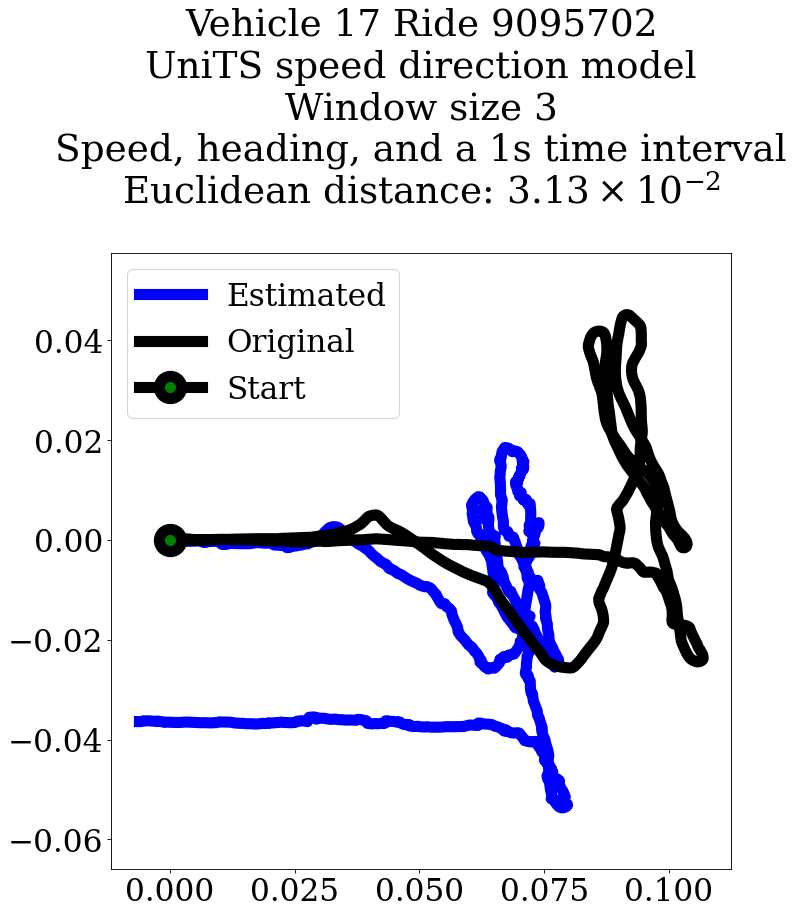 Vehicle 17 Ride 9095702
UniTS speed direction model
Window size 3
Speed, heading, and a 1s time interval
Euclidean distance: 3.13 × 10⁻²
Estimated
Original
Start
0.04
0.02
0.00
−0.02
−0.04
−0.06
0.000 0.025 0.050 0.075 0.100